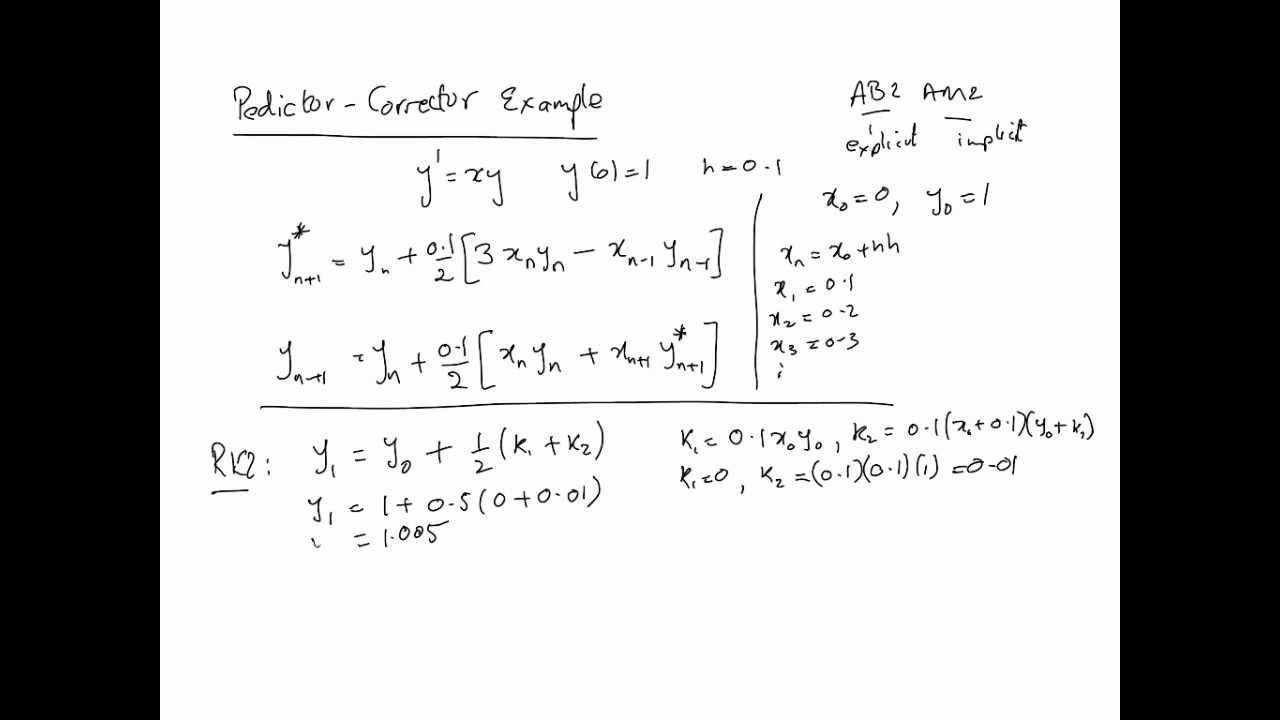 Pedictor - Corrector Example
AB2 AM2
explicit implicit
y' = xy y(0)=1 h=0.1
x₀=0, y₀=1
y*ₙ₊₁ = yₙ + 0.1/2 [3 xₙyₙ − xₙ₋₁ yₙ₋₁]
yₙ₊₁ = yₙ + 0.1/2 [xₙyₙ + xₙ₊₁ y*ₙ₊₁]
xₙ = x₀ + nh
x₁ = 0.1
x₂ = 0.2
x₃ = 0.3
⋮
RK2: y₁ = y₀ + 1/2 (k₁ + k₂)
y₁ = 1 + 0.5 (0 + 0.01)
= 1.005
k₁ = 0.1x₀y₀, k₂ = 0.1(x₀+0.1)(y₀+k₁)
k₁=0, k₂ = (0.1)(0.1)(1) = 0.01